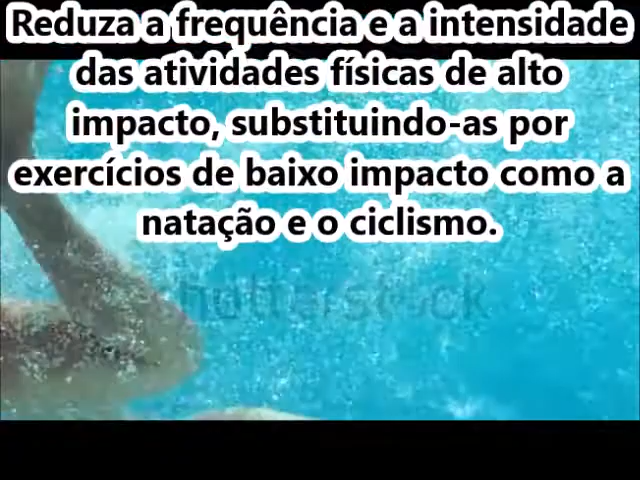 Reduza a frequência e a intensidade
das atividades físicas de alto
impacto, substituindo-as por
exercícios de baixo impacto como a
natação e o ciclismo.
shutterstock